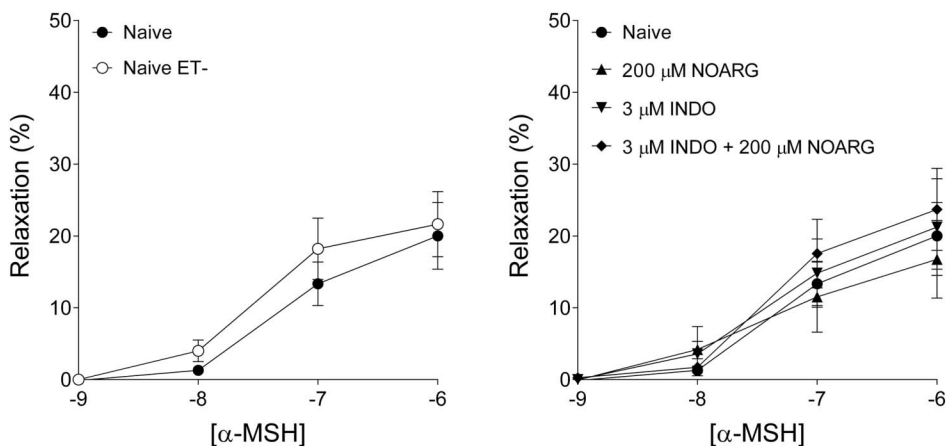 50
40
30
20
10
0
Relaxation (%)
Naive
Naive ET-
-9
-8
-7
-6
[α-MSH]
50
40
30
20
10
0
Relaxation (%)
Naive
200 μM NOARG
3 μM INDO
3 μM INDO + 200 μM NOARG
-9
-8
-7
-6
[α-MSH]